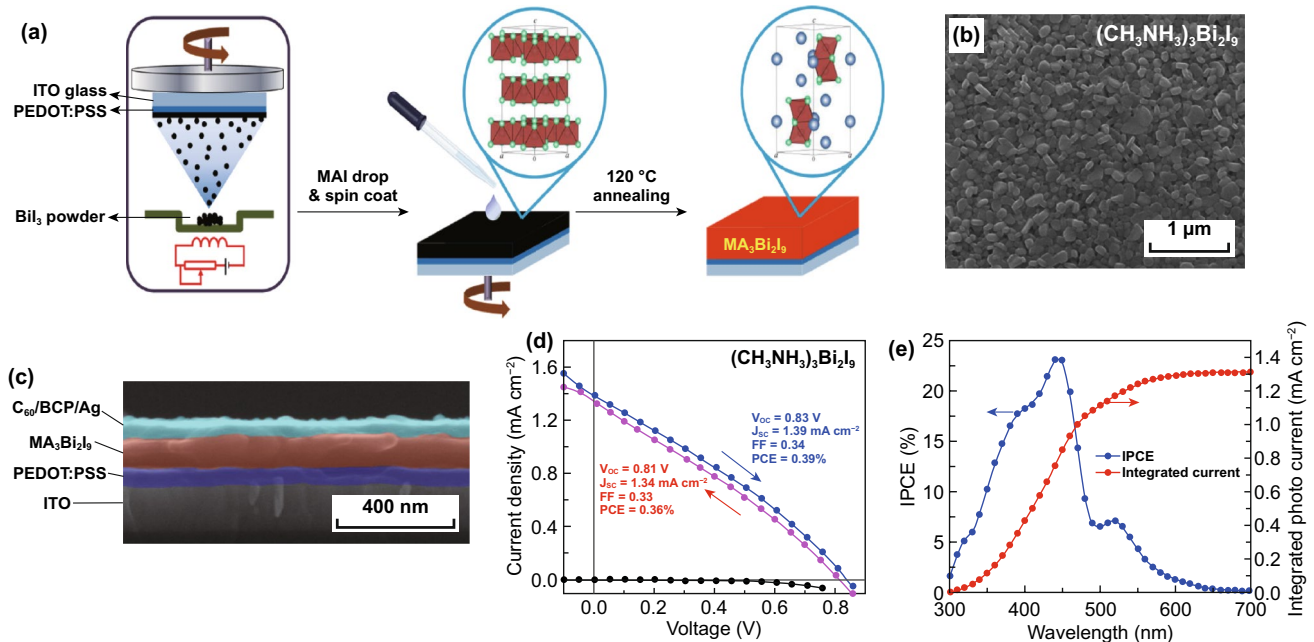 (a)
ITO glass
PEDOT:PSS
BiI₃ powder
MAI drop
& spin coat
c
a
o
a
120 °C
annealing
c
a
o
a
MA₃Bi₂I₉
(b)
(CH₃NH₃)₃Bi₂I₉
1 µm
(c)
C₆₀/BCP/Ag
MA₃Bi₂I₉
PEDOT:PSS
ITO
400 nm
(d)
(CH₃NH₃)₃Bi₂I₉
Current density (mA cm⁻²)
1.6
1.2
0.8
0.4
0.0
V_OC = 0.83 V
J_SC = 1.39 mA cm⁻²
FF = 0.34
PCE = 0.39%
V_OC = 0.81 V
J_SC = 1.34 mA cm⁻²
FF = 0.33
PCE = 0.36%
0.0 0.2 0.4 0.6 0.8
Voltage (V)
(e)
IPCE (%)
25
20
15
10
5
0
IPCE
Integrated current
1.4
1.2
1.0
0.8
0.6
0.4
0.2
0.0
Integrated photo current (mA cm⁻²)
300 400 500 600 700
Wavelength (nm)